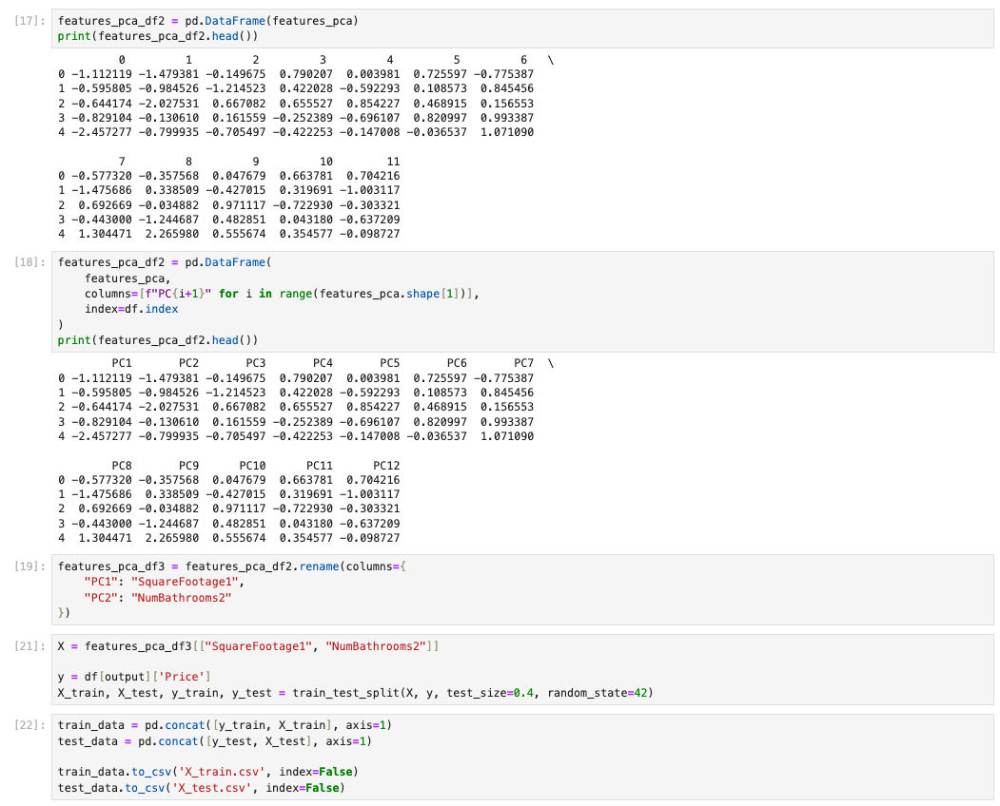 [17]: features_pca_df2 = pd.DataFrame(features_pca)
print(features_pca_df2.head())
0 1 2 3 4 5 6 \
0 -1.112119 -1.479381 -0.149675 0.790207 0.003981 0.725597 -0.775387
1 -0.595805 -0.984526 -1.214523 0.422028 -0.592293 0.108573 0.845456
2 -0.644174 -2.027531 0.667082 0.655527 0.854227 0.468915 0.156553
3 -0.829104 -0.130610 0.161559 -0.252389 -0.696107 0.820997 0.993387
4 -2.457277 -0.799935 -0.705497 -0.422253 -0.147008 -0.036537 1.071090
7 8 9 10 11
0 -0.577320 -0.357568 0.047679 0.663781 0.704216
1 -1.475686 0.338509 -0.427015 0.319691 -1.003117
2 0.692669 -0.034882 0.971117 -0.722930 -0.303321
3 -0.443000 -1.244687 0.482851 0.043180 -0.637209
4 1.304471 2.265980 0.555674 0.354577 -0.098727
[18]: features_pca_df2 = pd.DataFrame(
features_pca,
columns=[f"PC{i+1}" for i in range(features_pca.shape[1])],
index=df.index
)
print(features_pca_df2.head())
PC1 PC2 PC3 PC4 PC5 PC6 PC7 \
0 -1.112119 -1.479381 -0.149675 0.790207 0.003981 0.725597 -0.775387
1 -0.595805 -0.984526 -1.214523 0.422028 -0.592293 0.108573 0.845456
2 -0.644174 -2.027531 0.667082 0.655527 0.854227 0.468915 0.156553
3 -0.829104 -0.130610 0.161559 -0.252389 -0.696107 0.820997 0.993387
4 -2.457277 -0.799935 -0.705497 -0.422253 -0.147008 -0.036537 1.071090
PC8 PC9 PC10 PC11 PC12
0 -0.577320 -0.357568 0.047679 0.663781 0.704216
1 -1.475686 0.338509 -0.427015 0.319691 -1.003117
2 0.692669 -0.034882 0.971117 -0.722930 -0.303321
3 -0.443000 -1.244687 0.482851 0.043180 -0.637209
4 1.304471 2.265980 0.555674 0.354577 -0.098727
[19]: features_pca_df3 = features_pca_df2.rename(columns={
"PC1": "SquareFootage1",
"PC2": "NumBathrooms2"
})
[21]: X = features_pca_df3[["SquareFootage1", "NumBathrooms2"]]
y = df[output]['Price']
X_train, X_test, y_train, y_test = train_test_split(X, y, test_size=0.4, random_state=42)
[22]: train_data = pd.concat([y_train, X_train], axis=1)
test_data = pd.concat([y_test, X_test], axis=1)
train_data.to_csv('X_train.csv', index=False)
test_data.to_csv('X_test.csv', index=False)